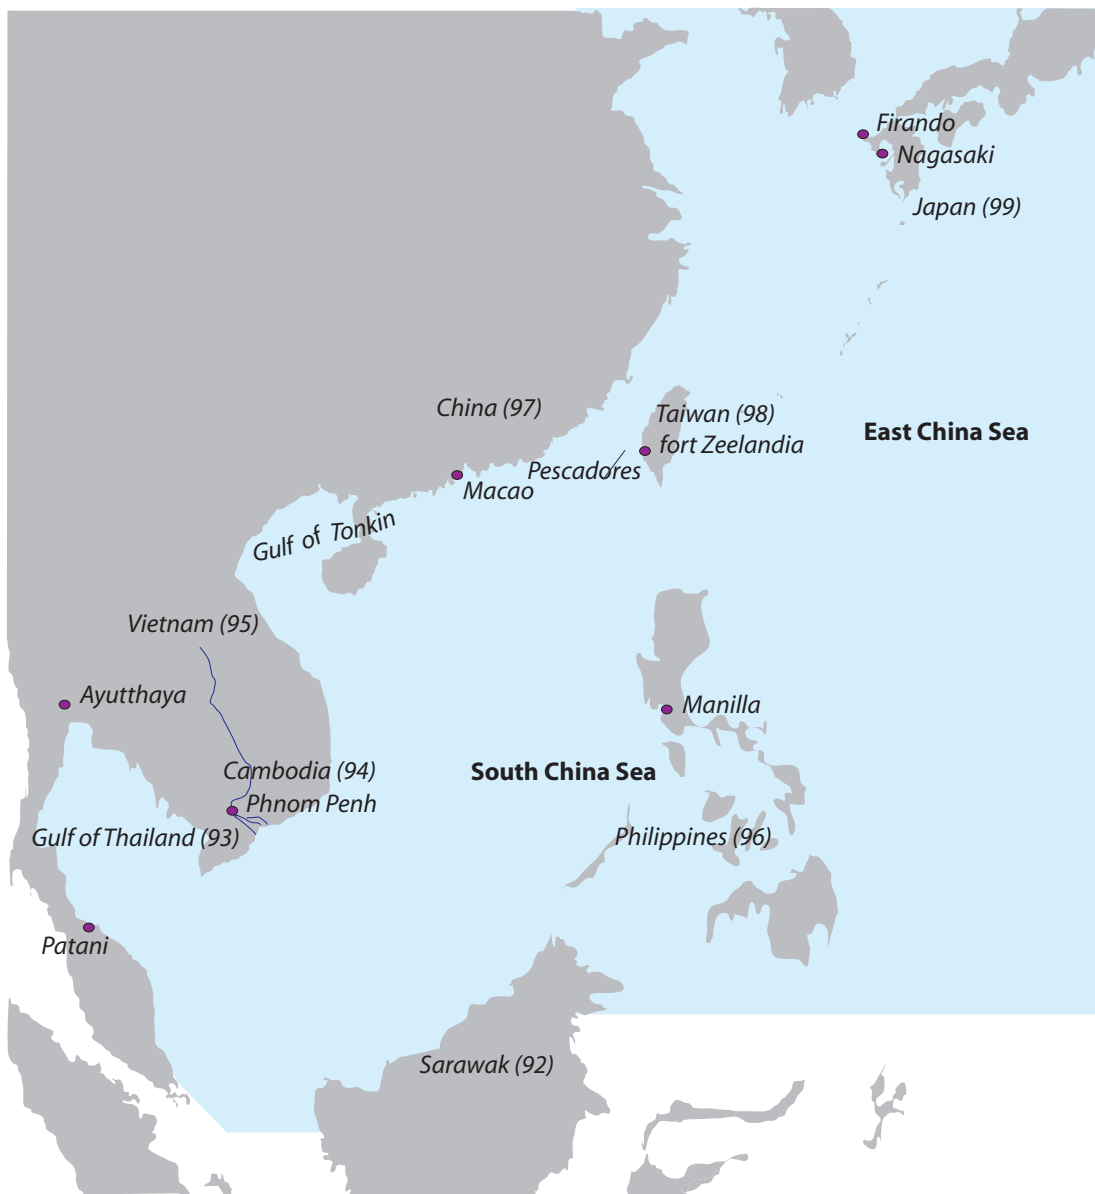 Firando
Nagasaki
Japan (99)
China (97)
Taiwan (98)
fort Zeelandia
East China Sea
Pescadores
Macao
Gulf of Tonkin
Vietnam (95)
Ayutthaya
Manilla
Cambodia (94)
South China Sea
Phnom Penh
Gulf of Thailand (93)
Philippines (96)
Patani
Sarawak (92)